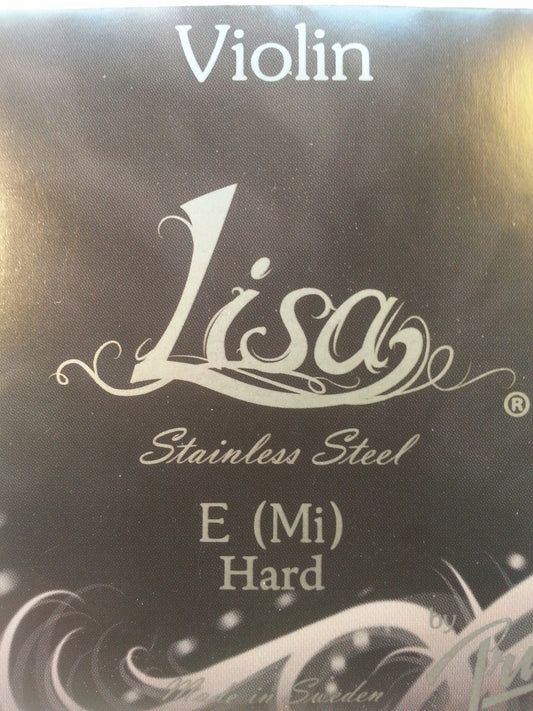 Violin
Lisa
®
Stainless Steel
E (Mi)
Hard
by
Made in Sweden